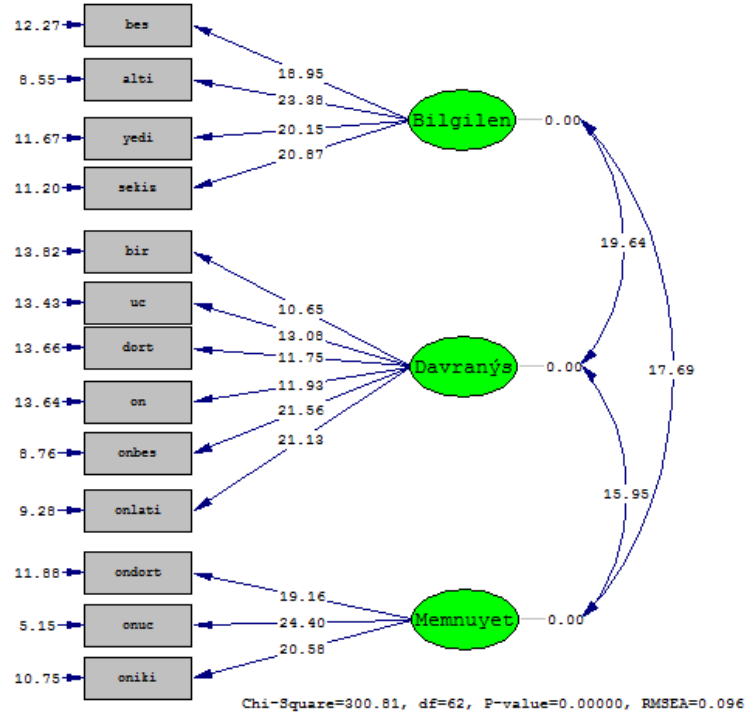 12.27 bes
18.95
8.55 alti
23.38
Bilgilen 0.00
11.67 yedi
20.15
11.20 sekiz
20.87
19.64
13.82 bir
10.65
13.43 uc
13.08
13.66 dort
11.75
Davranýs 0.00
17.69
13.64 on
11.93
8.76 onbes
21.56
9.28 onlati
21.13
15.95
11.88 ondort
19.16
5.15 onuc
24.40
Memnuyet 0.00
10.75 oniki
20.58
Chi-Square=300.81, df=62, P-value=0.00000, RMSEA=0.096